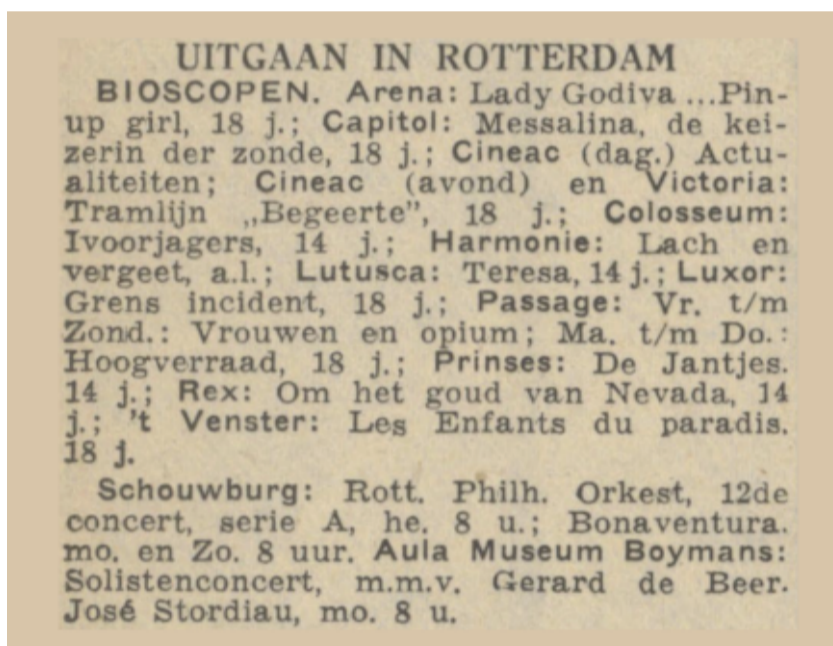 UITGAAN IN ROTTERDAM
BIOSCOPEN. Arena: Lady Godiva ...Pin-
up girl, 18 j.; Capitol: Messalina, de kei-
zerin der zonde, 18 j.; Cineac (dag.) Actu-
aliteiten; Cineac (avond) en Victoria:
Tramlijn „Begeerte”, 18 j.; Colosseum:
Ivoorjagers, 14 j.; Harmonie: Lach en
vergeet, a.l.; Lutusca: Teresa, 14 j.; Luxor:
Grens incident, 18 j.; Passage: Vr. t/m
Zond.: Vrouwen en opium; Ma. t/m Do.:
Hoogverraad, 18 j.; Prinses: De Jantjes.
14 j.; Rex: Om het goud van Nevada, 14
j.; 't Venster: Les Enfants du paradis.
18 j.
Schouwburg: Rott. Philh. Orkest, 12de
concert, serie A, he. 8 u.; Bonaventura.
mo. en Zo. 8 uur. Aula Museum Boymans:
Solistenconcert, m.m.v. Gerard de Beer.
José Stordiau, mo. 8 u.